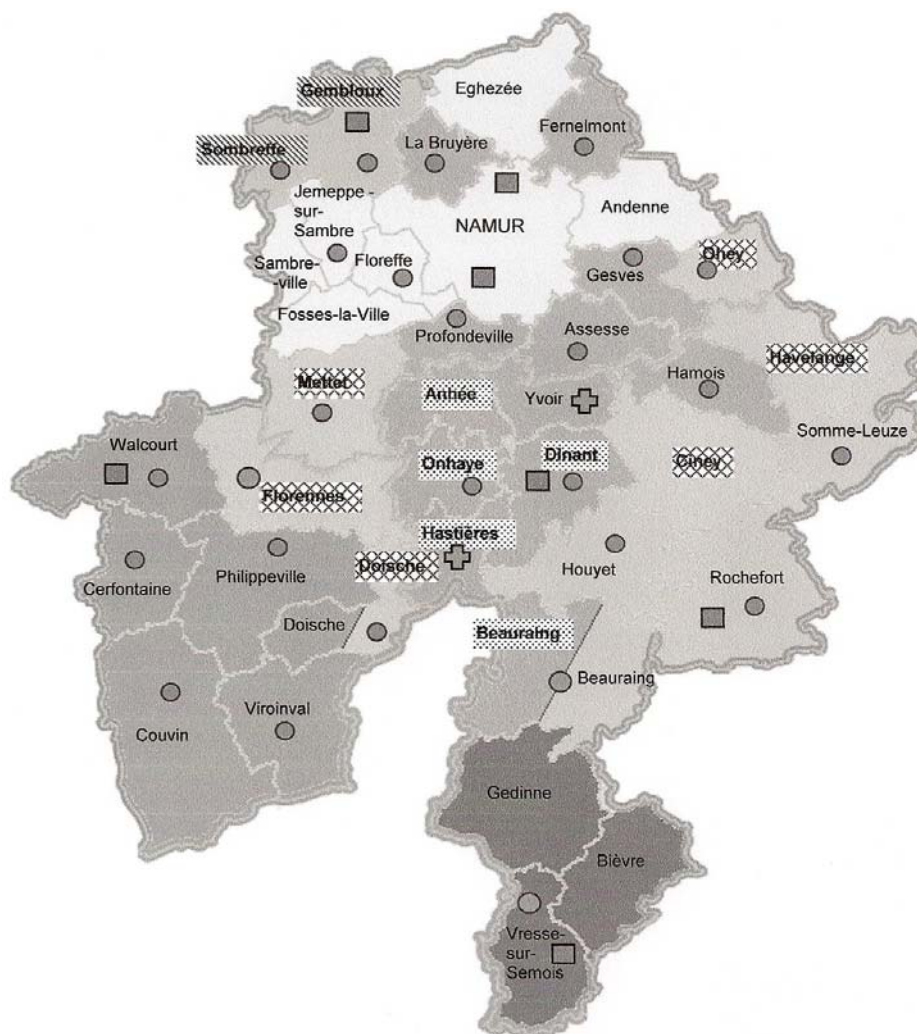 Eghezée
Gembloux
Fernelmont
La Bruyère
Sombreffe
Jemeppe -
sur-
Sambre
Andenne
NAMUR
Ohey
Floreffe
Sambre-
ville
Gesves
Fosses-la-Ville
Profondeville
Assesse
Havelange
Hamois
Mettet
Anhée
Yvoir
Somme-Leuze
Walcourt
Onhaye
Dinant
Ciney
Florennes
Hastières
Doische
Houyet
Philippeville
Cerfontaine
Rochefort
Doische
Beauraing
Beauraing
Viroinval
Couvin
Gedinne
Bièvre
Vresse-
sur-
Semois